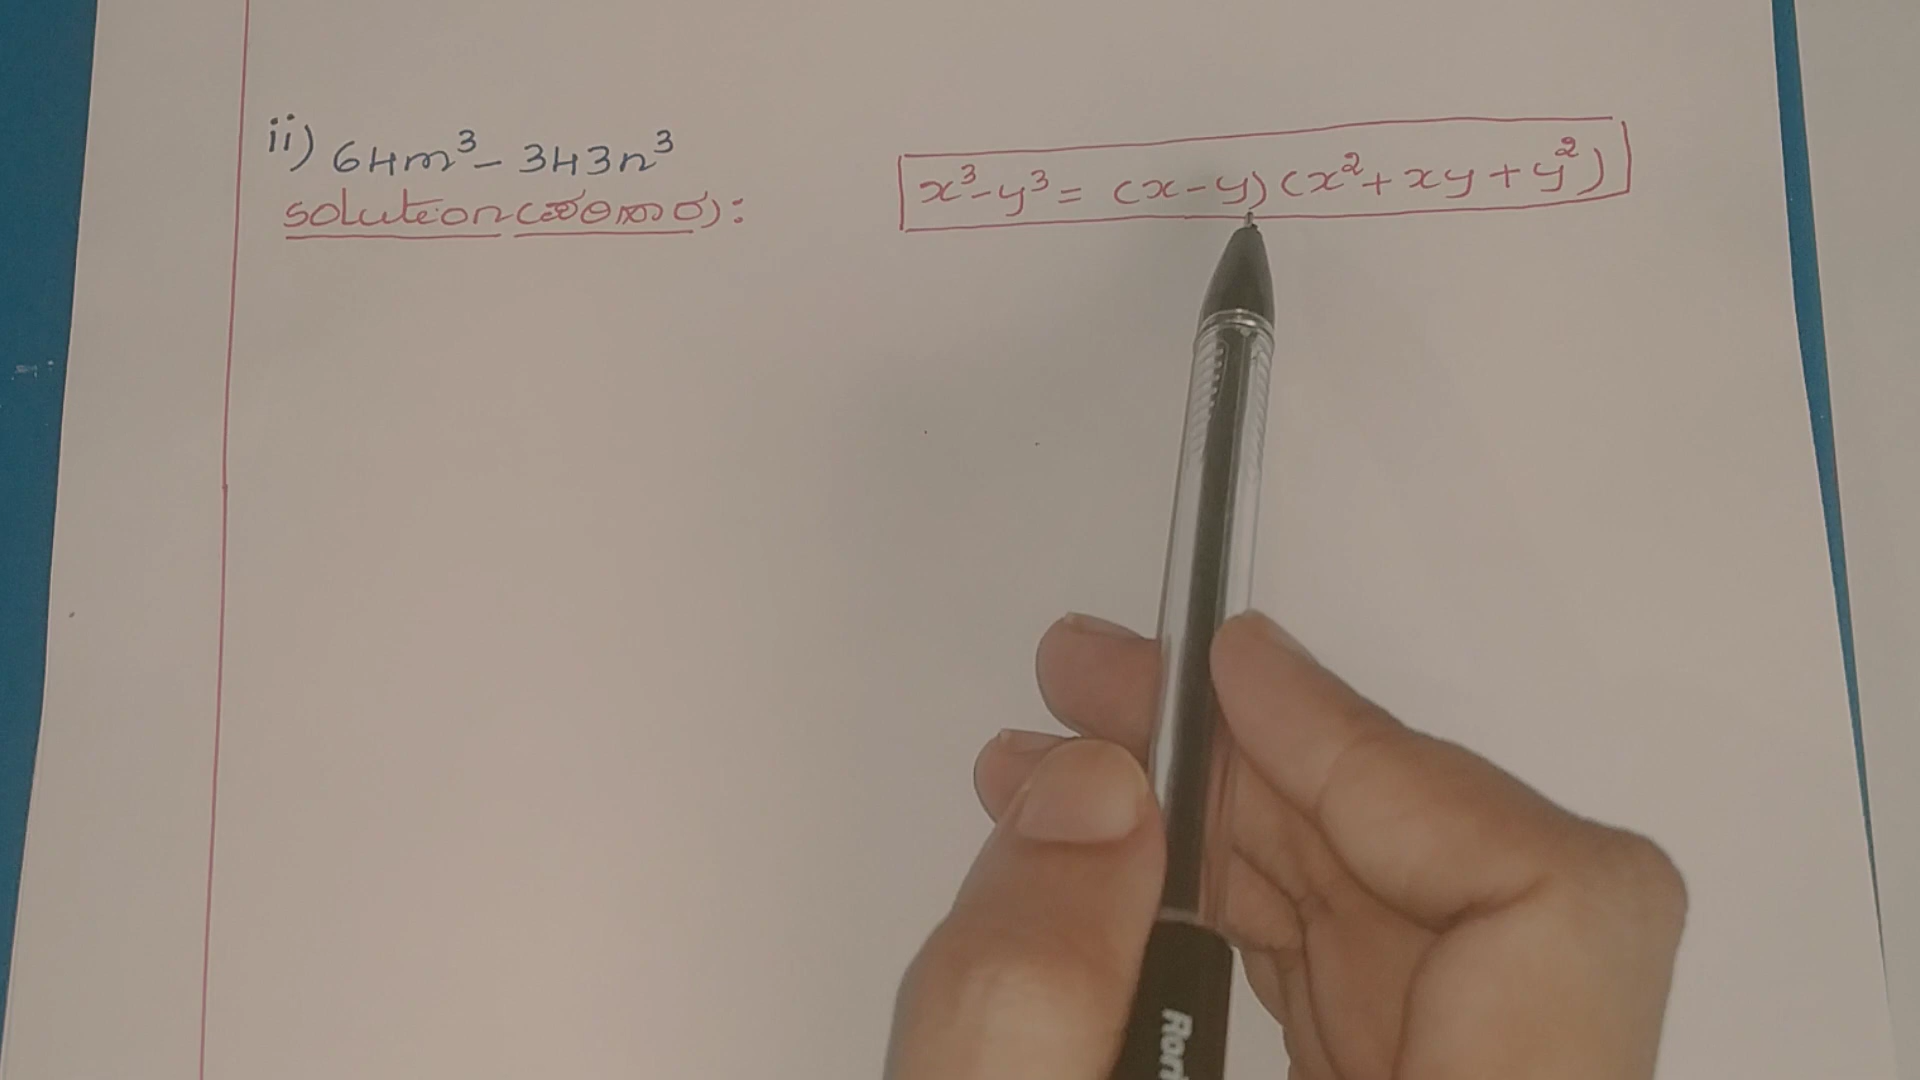 ii) 64m³ - 343n³
solution (ಪರಿಹಾರ):
x³-y³ = (x-y)(x²+xy+y²)